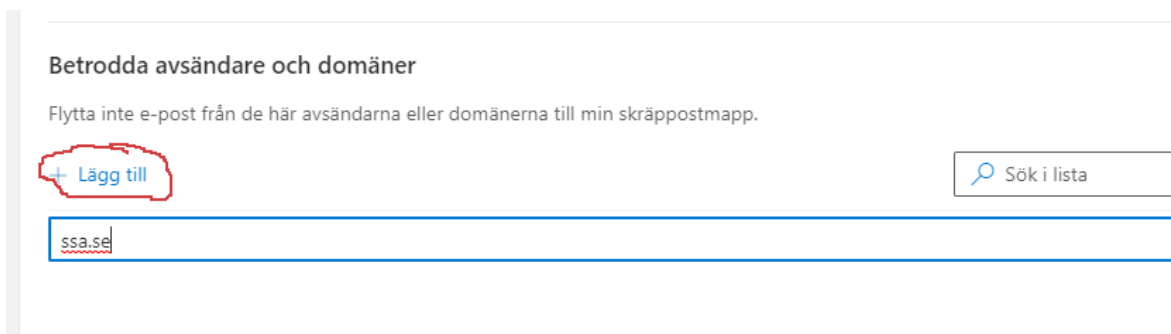 Betrodda avsändare och domäner
Flytta inte e-post från de här avsändarna eller domänerna till min skräppostmapp.
+ Lägg till
Sök i lista
ssa.se